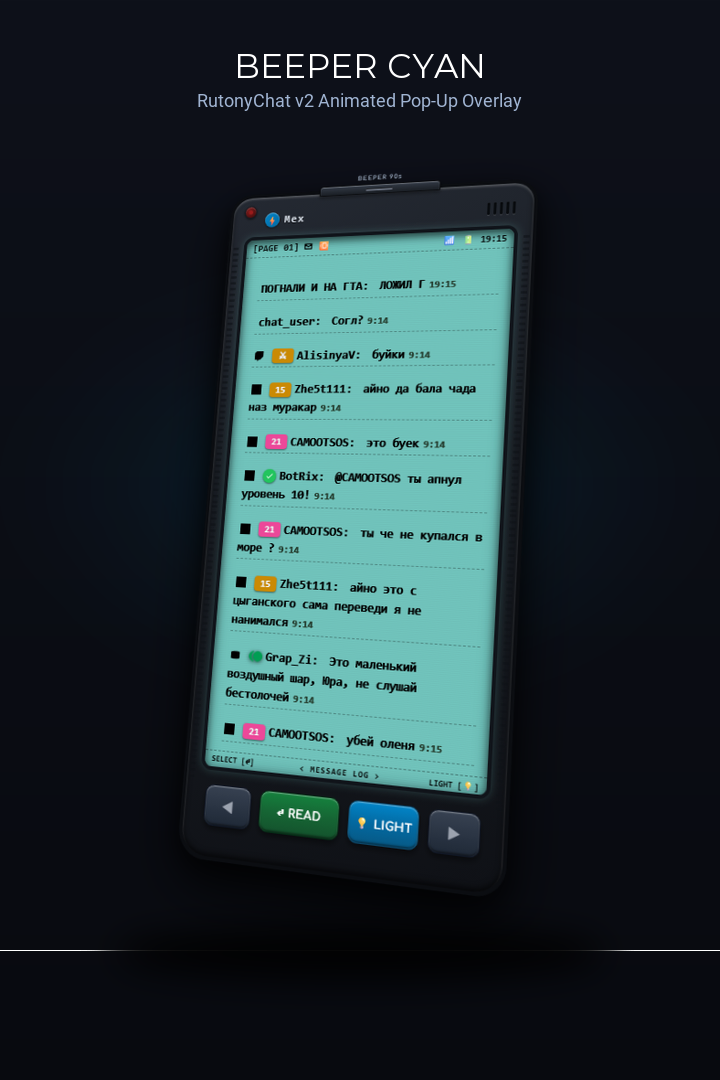 BEEPER CYAN
RutonyChat v2 Animated Pop-Up Overlay
BEEPER 90s
Mex
[PAGE 01] 19:15
ПОГНАЛИ И НА ГТА: ЛОЖИЛ Г 19:15
chat_user: Согл? 9:14
AlisinyaV: буйки 9:14
15 Zhe5t111: айно да бала чада
наз муракар 9:14
21 CAMOOTSOS: это буек 9:14
BotRix: @CAMOOTSOS ты апнул
уровень 10! 9:14
21 CAMOOTSOS: ты че не купался в
море ? 9:14
15 Zhe5t111: айно это с
цыганского сама переведи я не
нанимался 9:14
Grap_Zi: Это маленький
воздушный шар, Юра, не слушай
бестолочей 9:14
21 CAMOOTSOS: убей оленя 9:15
SELECT [↲] < MESSAGE LOG > LIGHT [💡]
◀ ↲ READ 💡 LIGHT ▶